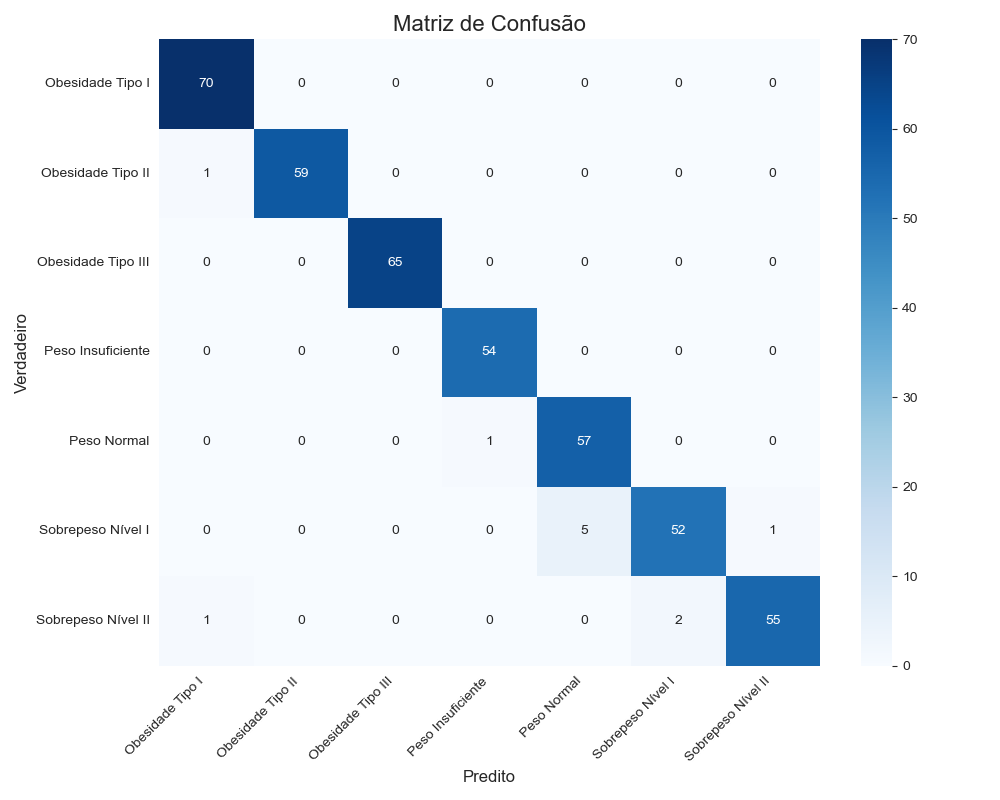 Matriz de Confusão
Obesidade Tipo I 70 0 0 0 0 0 0
Obesidade Tipo II 1 59 0 0 0 0 0
Obesidade Tipo III 0 0 65 0 0 0 0
Peso Insuficiente 0 0 0 54 0 0 0
Peso Normal 0 0 0 1 57 0 0
Sobrepeso Nível I 0 0 0 0 5 52 1
Sobrepeso Nível II 1 0 0 0 0 2 55
Verdadeiro
Obesidade Tipo I
Obesidade Tipo II
Obesidade Tipo III
Peso Insuficiente
Peso Normal
Sobrepeso Nível I
Sobrepeso Nível II
Predito
70
60
50
40
30
20
10
0